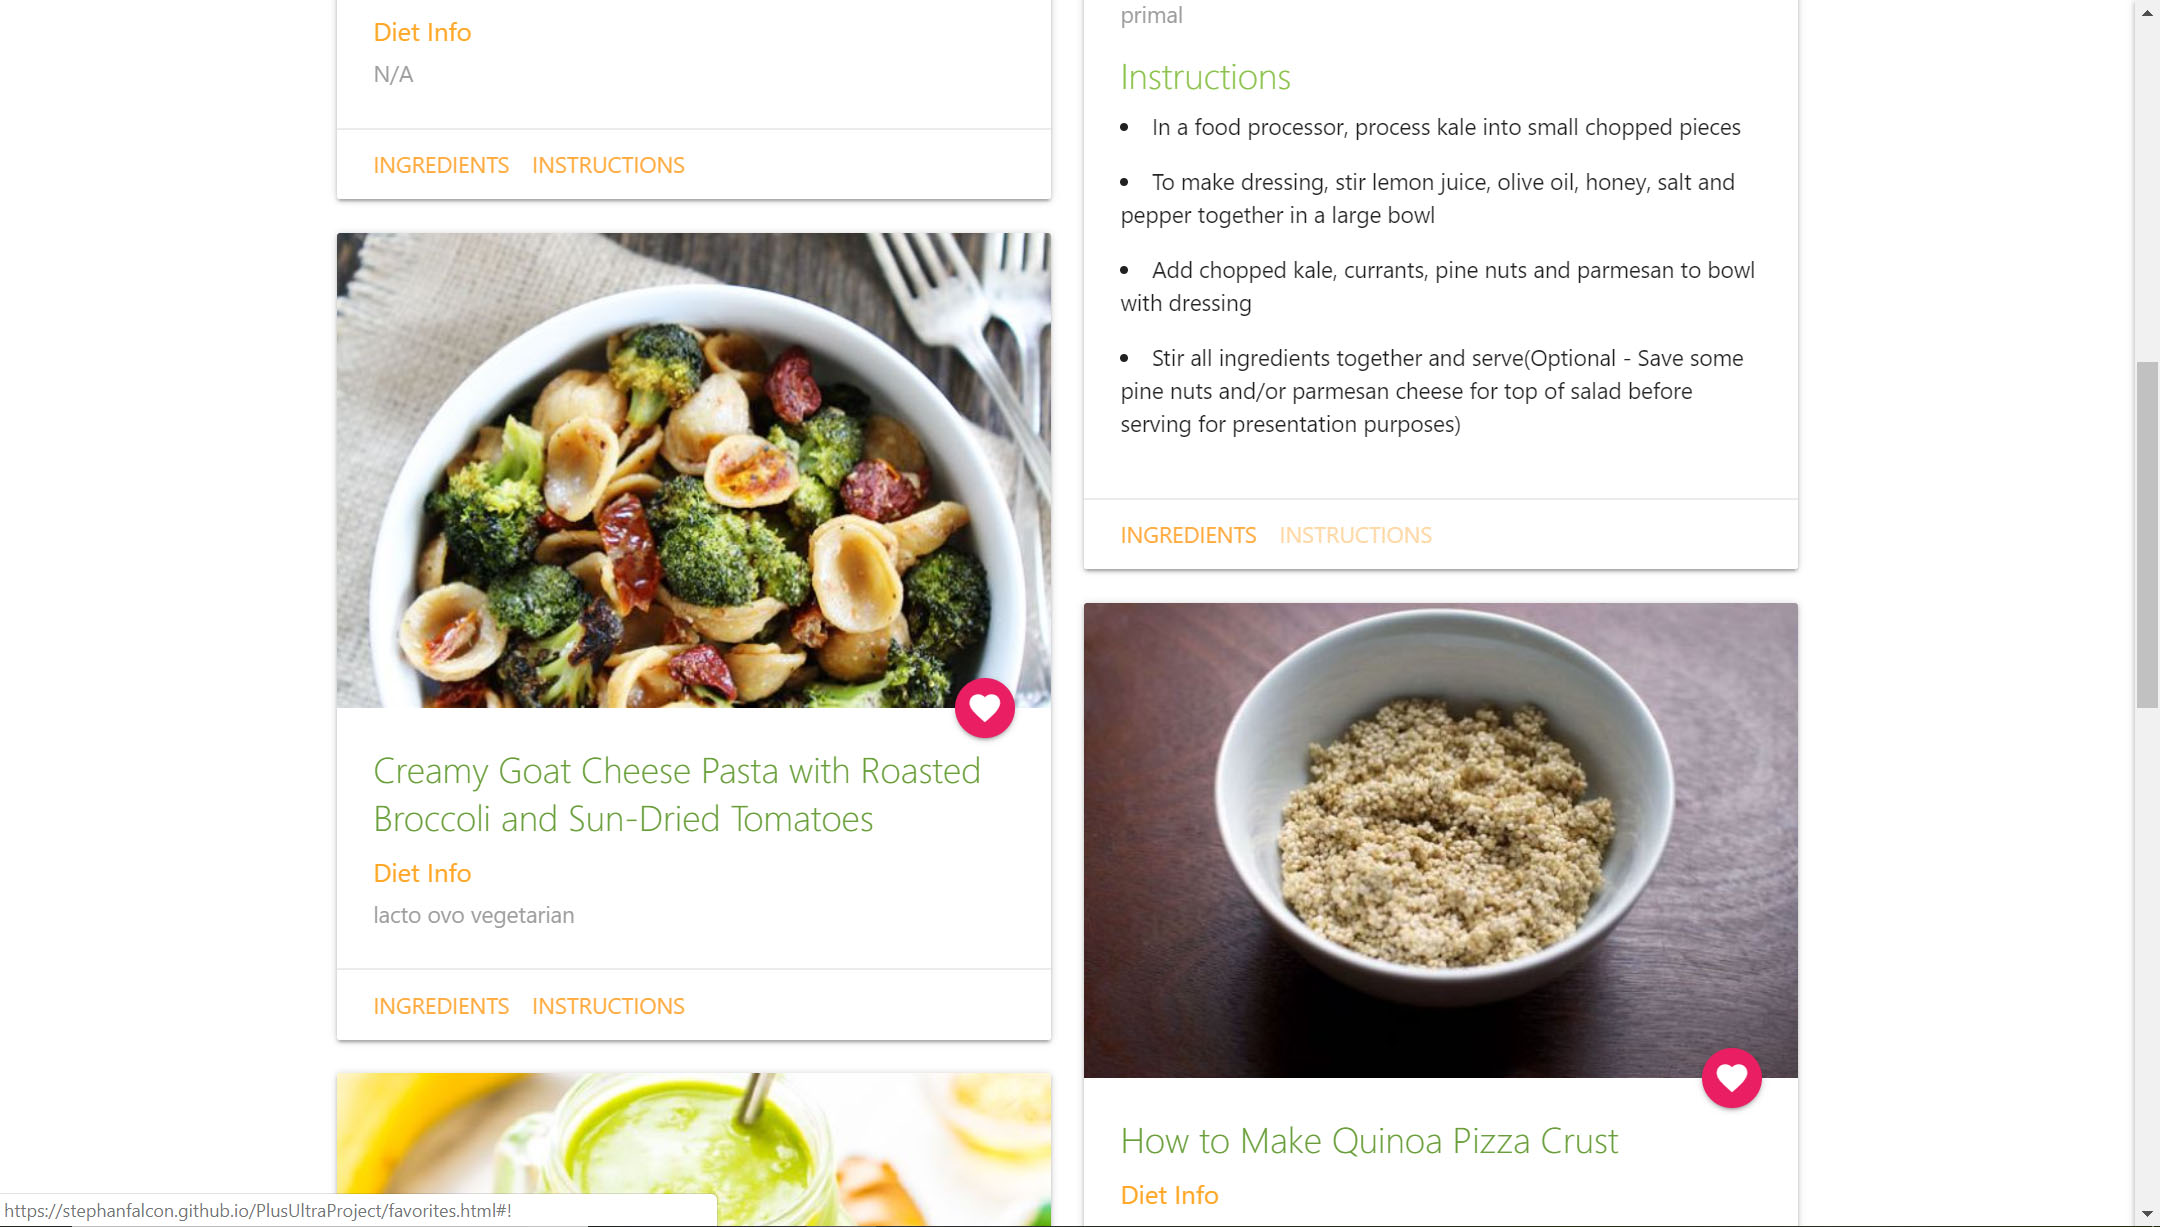 Diet Info
N/A
INGREDIENTS INSTRUCTIONS
Creamy Goat Cheese Pasta with Roasted
Broccoli and Sun-Dried Tomatoes
Diet Info
lacto ovo vegetarian
INGREDIENTS INSTRUCTIONS
primal
Instructions
• In a food processor, process kale into small chopped pieces
• To make dressing, stir lemon juice, olive oil, honey, salt and
pepper together in a large bowl
• Add chopped kale, currants, pine nuts and parmesan to bowl
with dressing
• Stir all ingredients together and serve(Optional - Save some
pine nuts and/or parmesan cheese for top of salad before
serving for presentation purposes)
INGREDIENTS INSTRUCTIONS
How to Make Quinoa Pizza Crust
Diet Info
https://stephanfalcon.github.io/PlusUltraProject/favorites.html#!